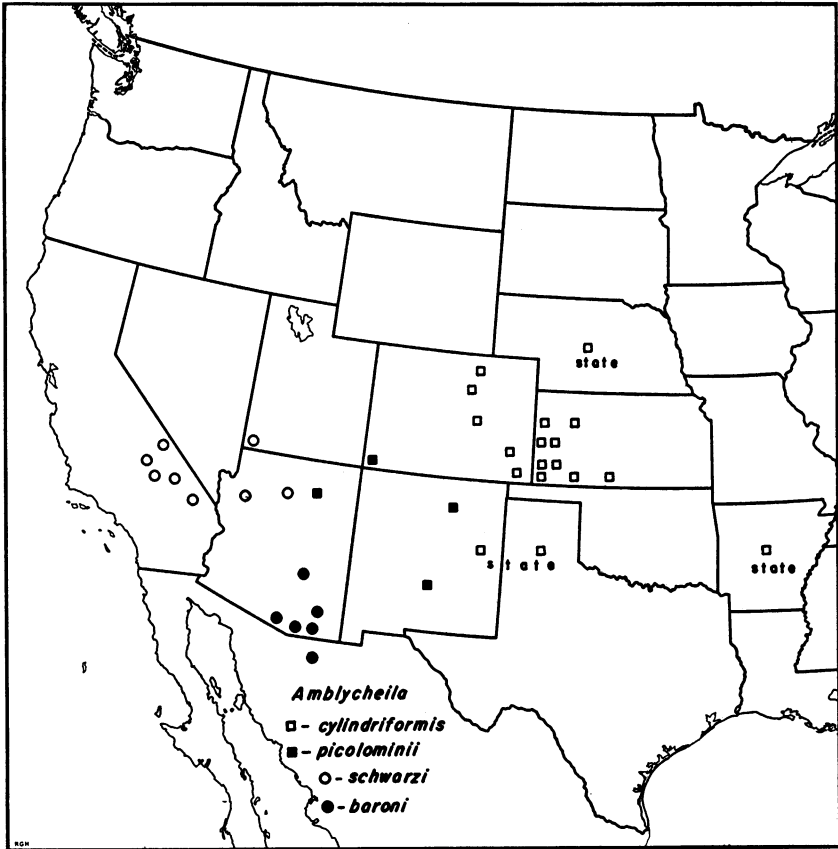 state
state
state
Amblycheila
- cylindriformis
- picolominii
- schwarzi
- baroni
RGH